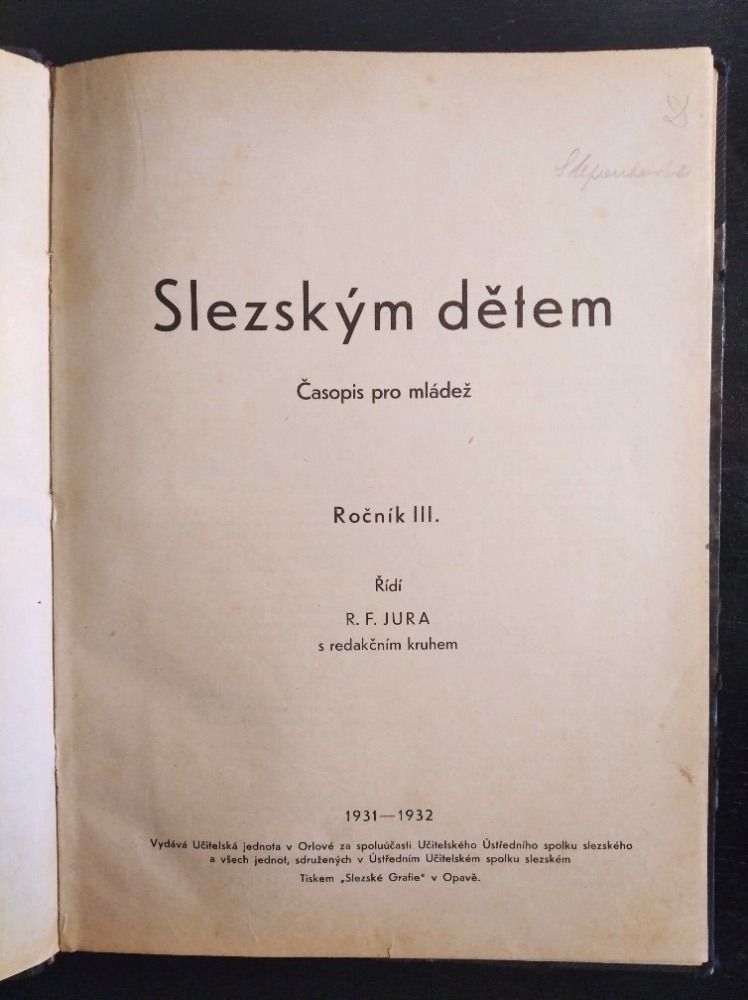 Slezským dětem
Časopis pro mládež
Ročník III.
Řídí
R. F. JURA
s redakčním kruhem
1931—1932
Vydává Učitelská jednota v Orlové za spoluúčasti Učitelského Ústředního spolku slezského
a všech jednot, sdružených v Ústředním Učitelském spolku slezském
Tiskem „Slezské Grafie“ v Opavě.